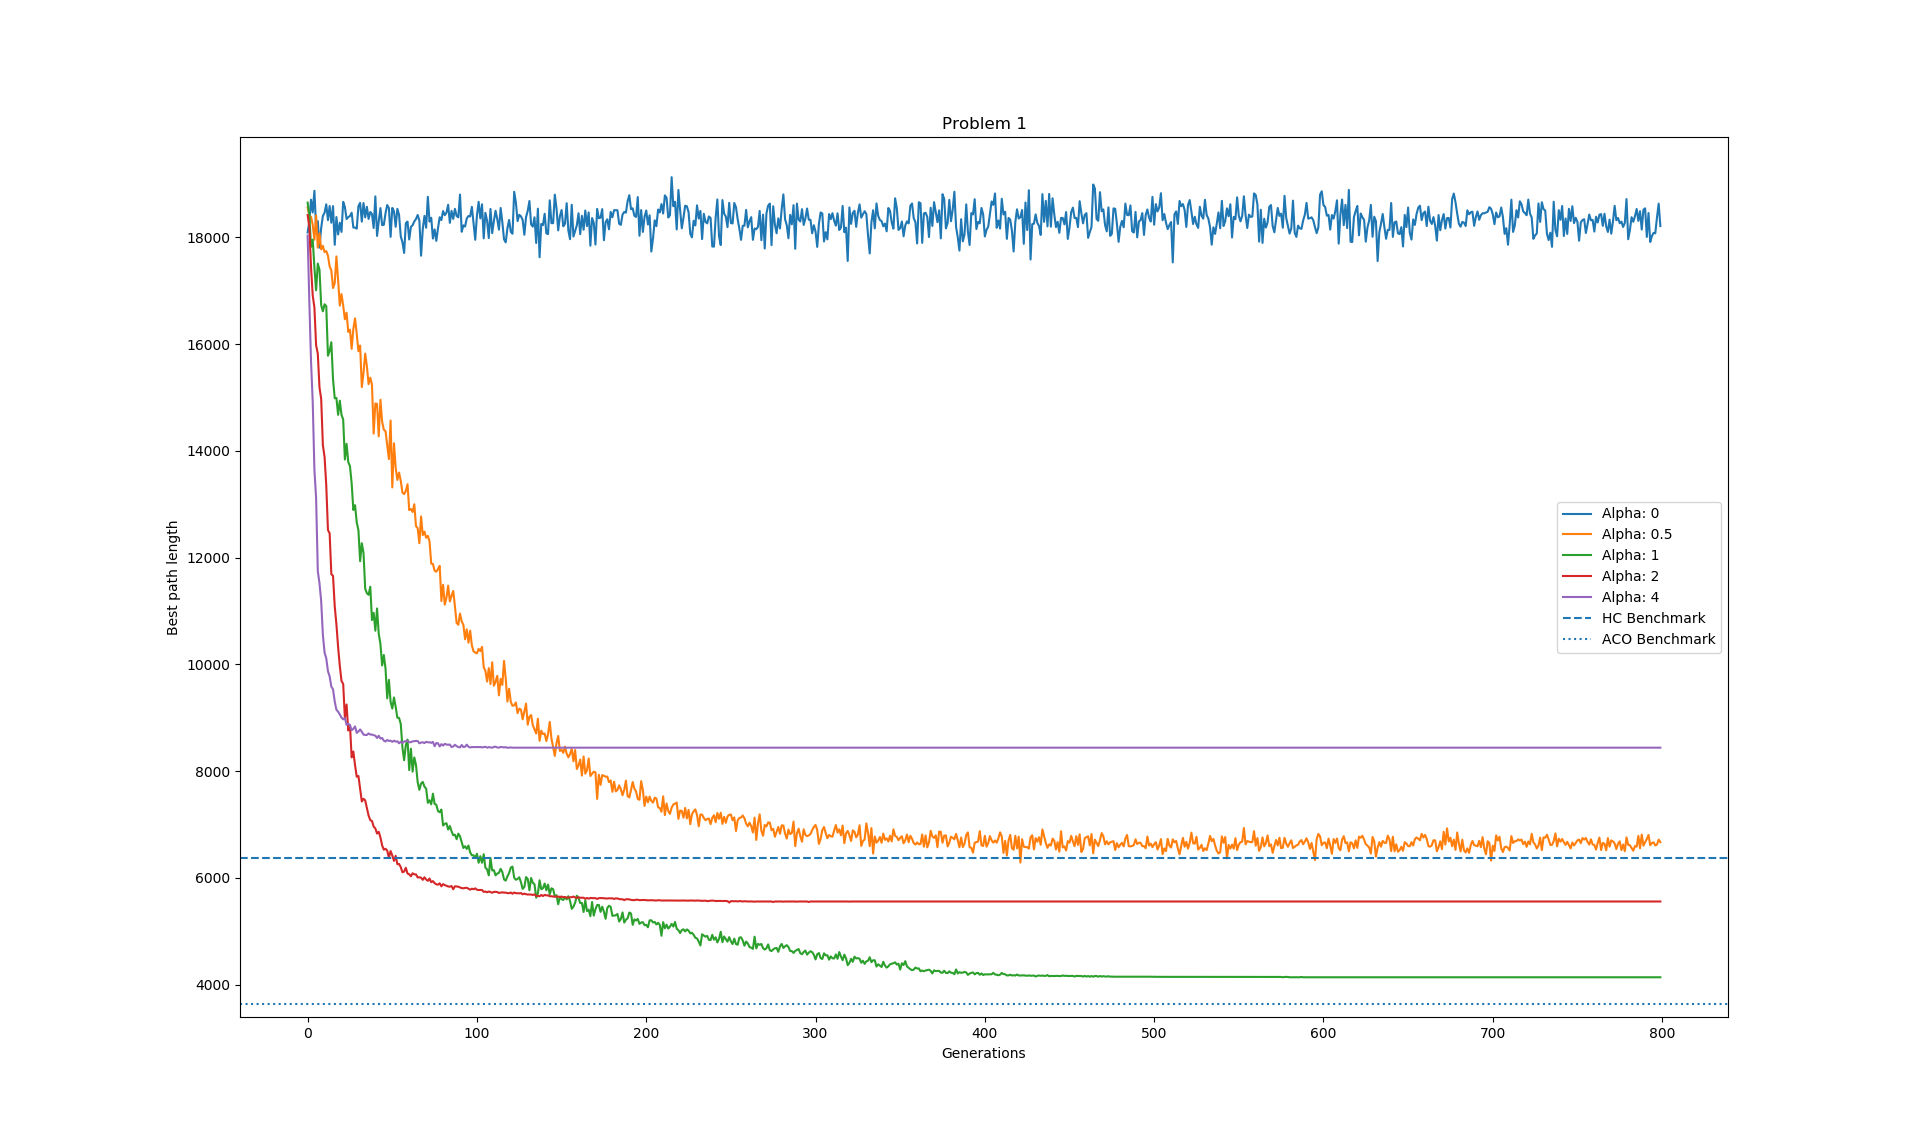 Problem 1
Best path length
18000
16000
14000
12000
10000
8000
6000
4000
Alpha: 0
Alpha: 0.5
Alpha: 1
Alpha: 2
Alpha: 4
HC Benchmark
ACO Benchmark
0 100 200 300 400 500 600 700 800
Generations